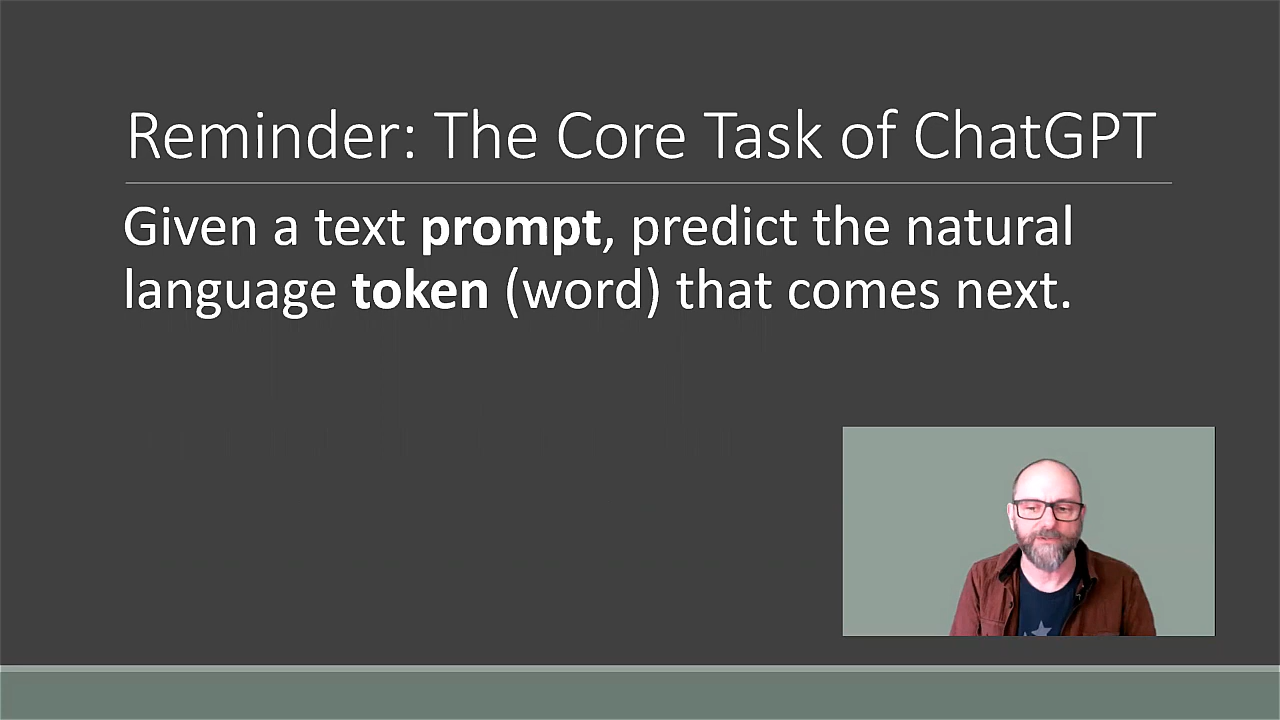 Reminder: The Core Task of ChatGPT
Given a text prompt, predict the natural
language token (word) that comes next.